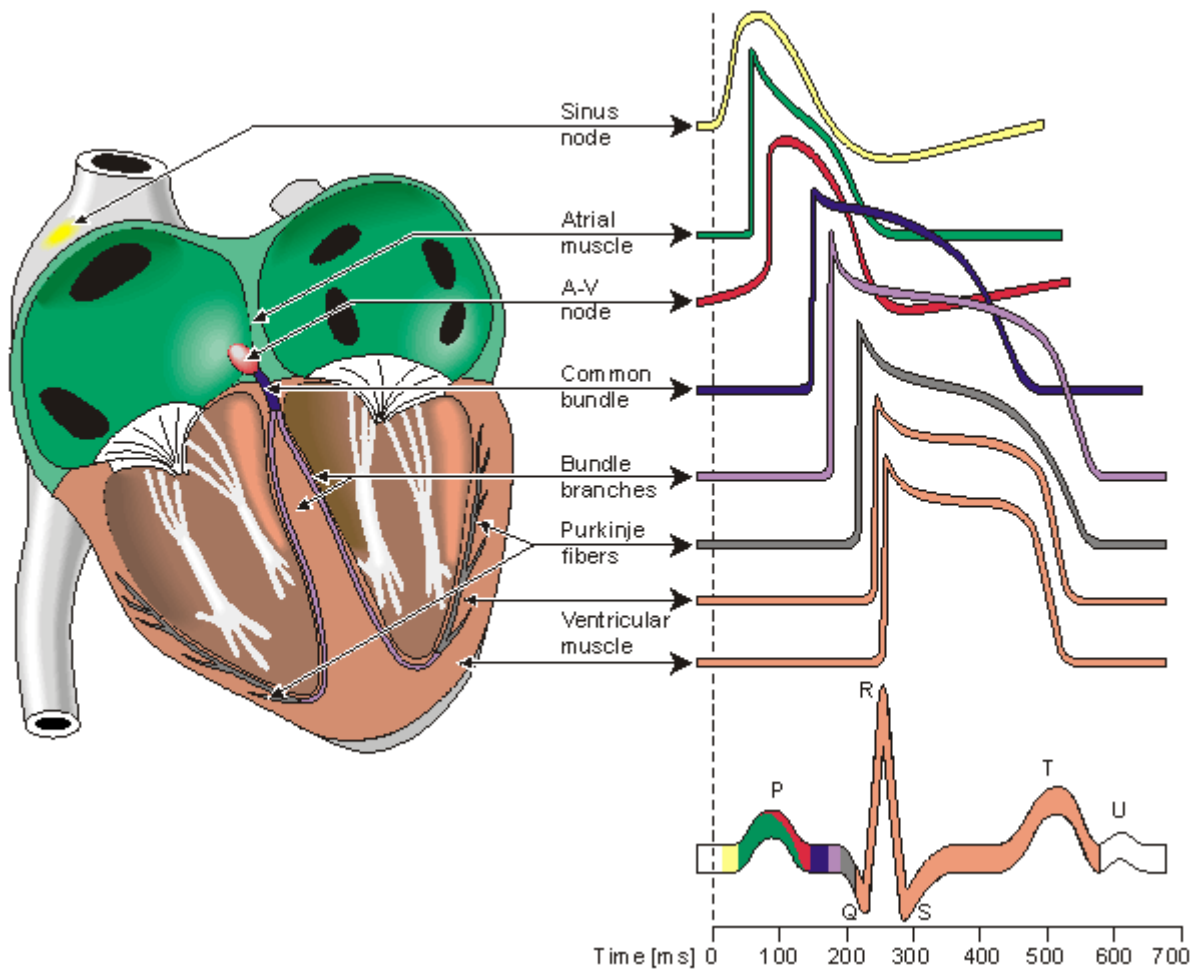 Sinus
node
Atrial
muscle
A-V
node
Common
bundle
Bundle
branches
Purkinje
fibers
Ventricular
muscle
R
P
T
U
Q
S
Time [ms] 0 100 200 300 400 500 600 700